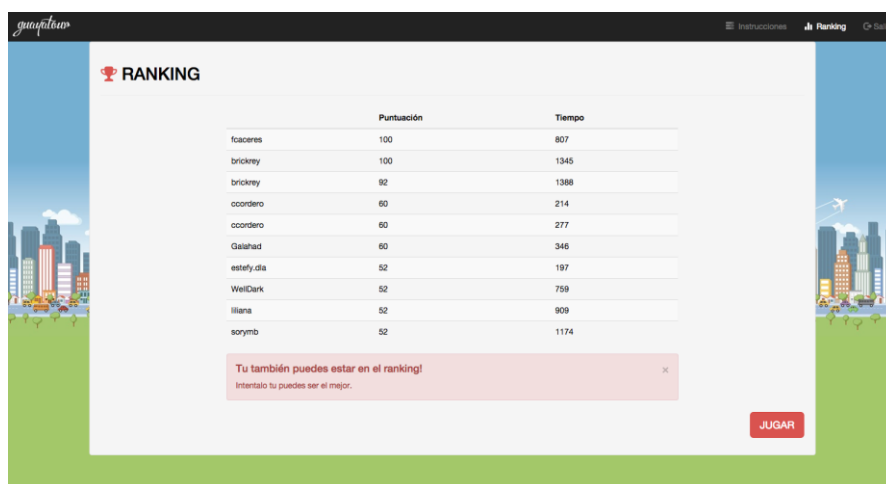 guayatour
Instrucciones Ranking Sali
RANKING
Puntuación Tiempo
fcaceres 100 807
brickrey 100 1345
brickrey 92 1388
ccordero 60 214
ccordero 60 277
Galahad 60 346
estefy.dla 52 197
WellDark 52 759
liliana 52 909
sorymb 52 1174
Tu también puedes estar en el ranking! ×
Intentalo tu puedes ser el mejor.
JUGAR